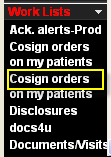 Work Lists
Ack. alerts-Prod
Cosign orders
on my patients
Cosign orders
on my patients
Disclosures
docs4u
Documents/Visits